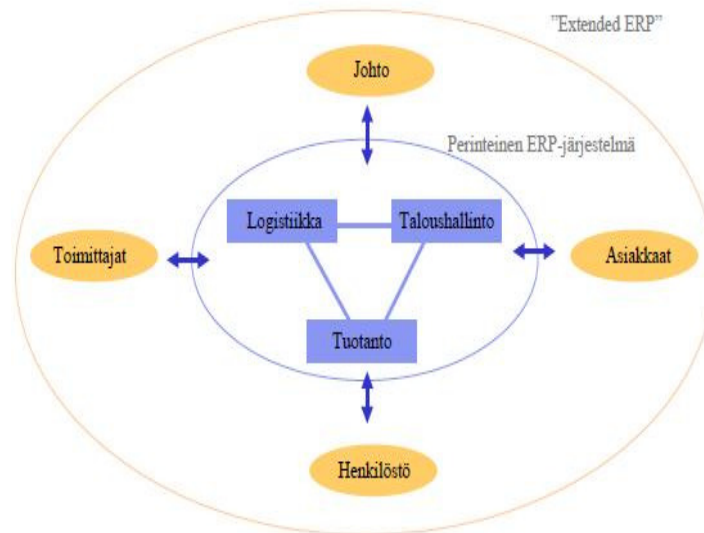 ”Extended ERP”
Johto
Perinteinen ERP-järjestelmä
Logistiikka
Taloushallinto
Toimittajat
Asiakkaat
Tuotanto
Henkilöstö